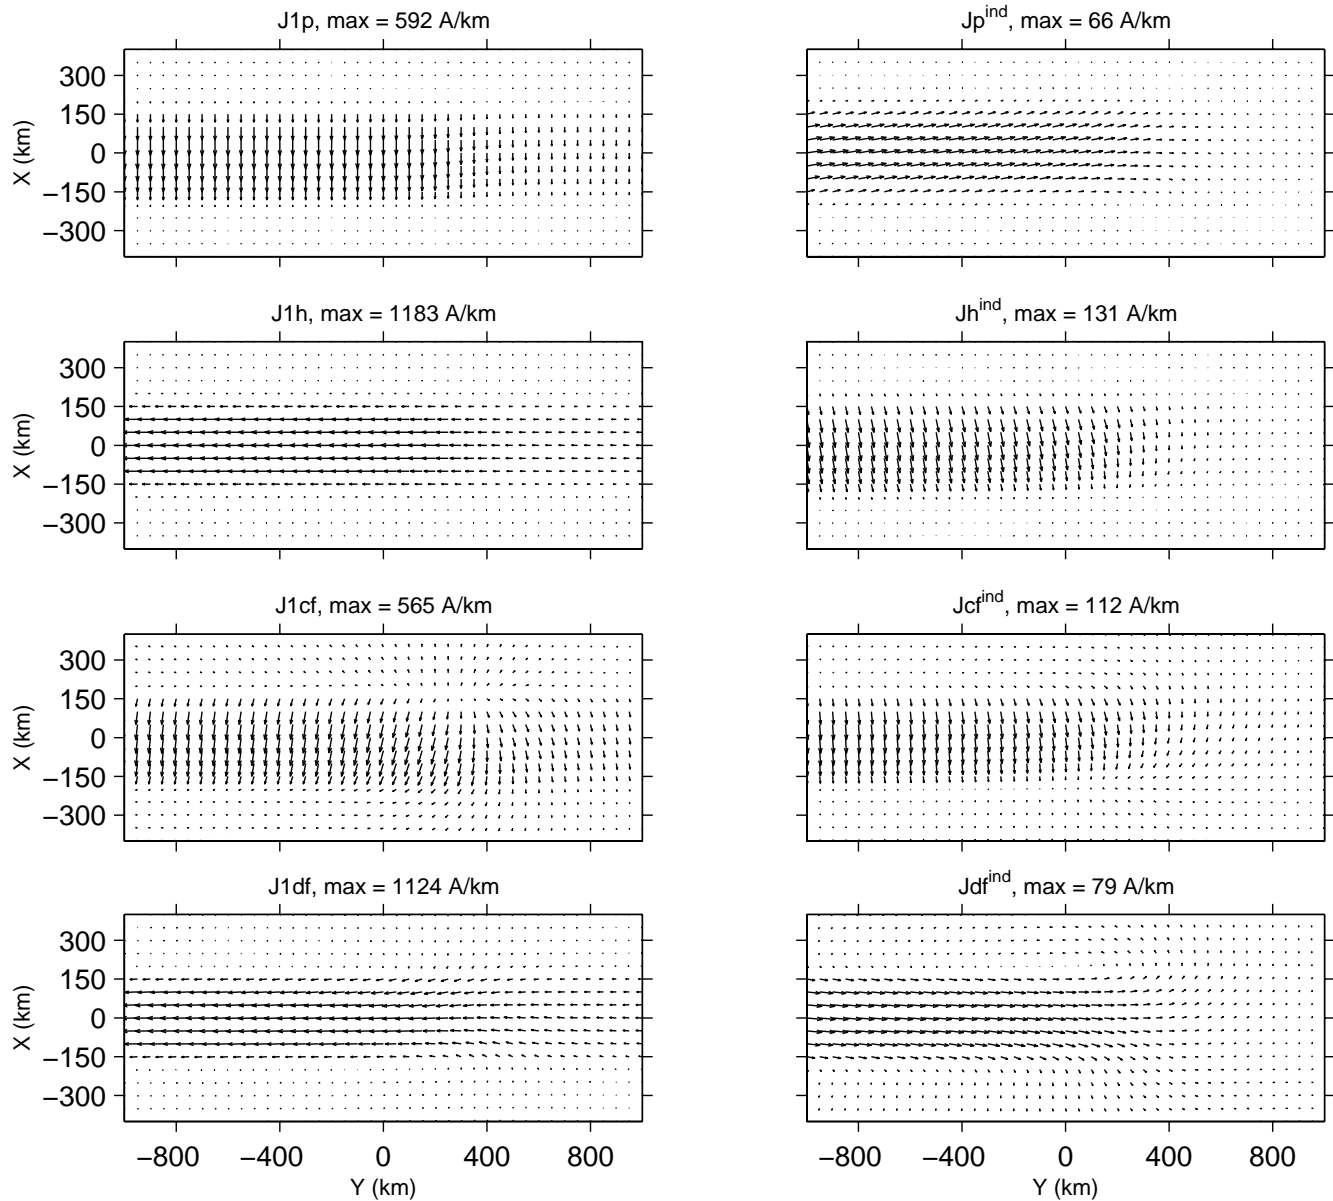 J1p, max = 592 A/km
Jp^ind, max = 66 A/km
300
150
0
−150
−300
X (km)
J1h, max = 1183 A/km
Jh^ind, max = 131 A/km
300
150
0
−150
−300
X (km)
J1cf, max = 565 A/km
Jcf^ind, max = 112 A/km
300
150
0
−150
−300
X (km)
J1df, max = 1124 A/km
Jdf^ind, max = 79 A/km
300
150
0
−150
−300
X (km)
−800 −400 0 400 800
Y (km)
−800 −400 0 400 800
Y (km)